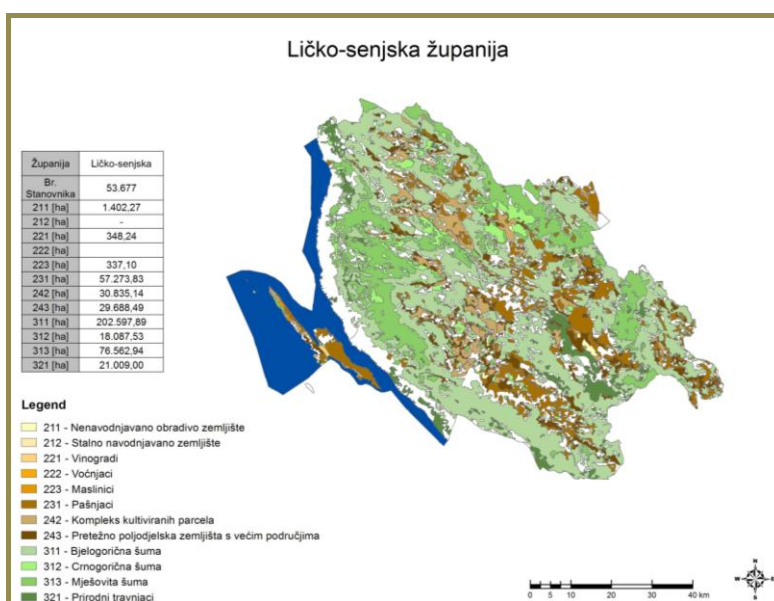 Ličko-senjska županija
Županija Ličko-senjska
Br. Stanovnika 53.677
211 [ha] 1.402,27
212 [ha] -
221 [ha] 348,24
222 [ha]
223 [ha] 337,10
231 [ha] 57.273,83
242 [ha] 30.835,14
243 [ha] 29.688,49
311 [ha] 202.597,89
312 [ha] 18.087,53
313 [ha] 76.562,94
321 [ha] 21.009,00
Legend
211 - Nenavodnjavano obradivo zemljište
212 - Stalno navodnjavano zemljište
221 - Vinogradi
222 - Voćnjaci
223 - Maslinici
231 - Pašnjaci
242 - Kompleks kultiviranih parcela
243 - Pretežno poljodjelska zemljišta s većim područjima
311 - Bjelogorična šuma
312 - Crnogorična šuma
313 - Mješovita šuma
321 - Prirodni travnjaci
0 5 10 20 30 40 km
N
W E
S